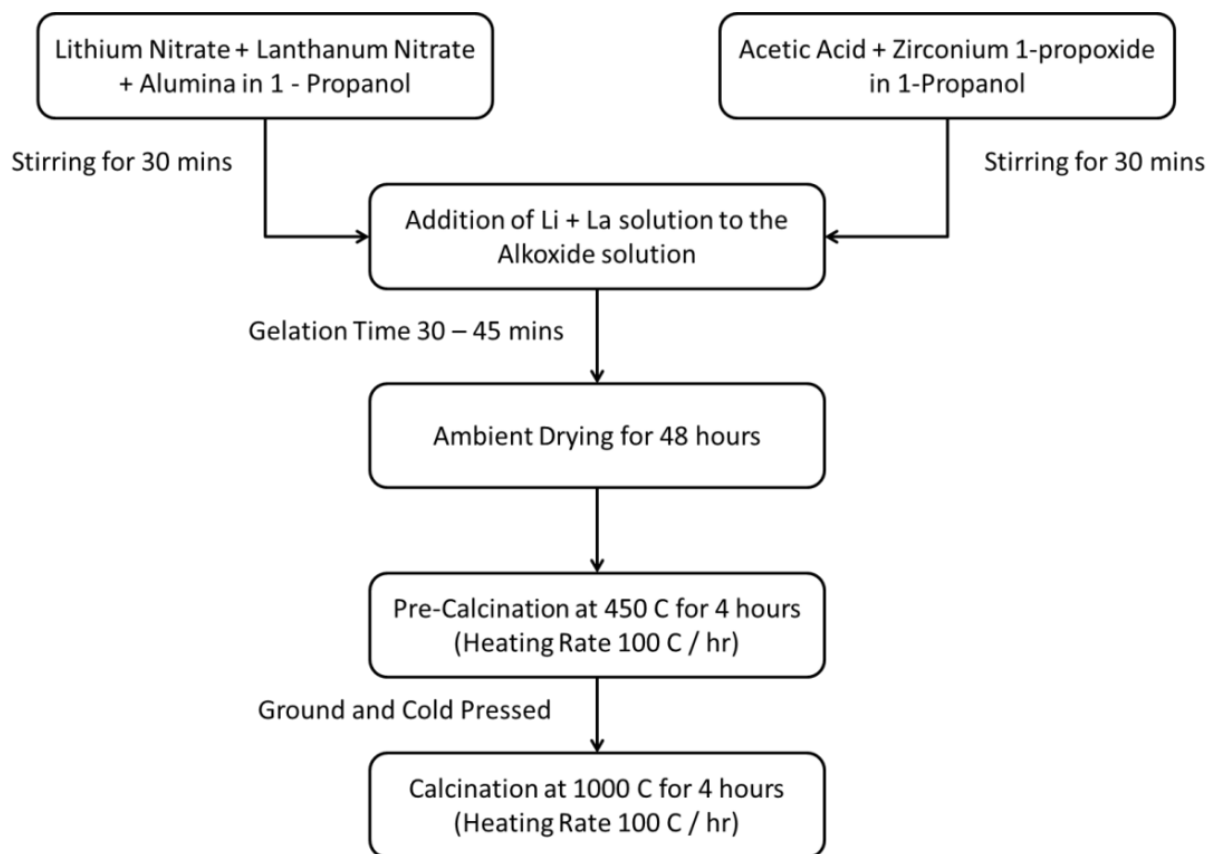 Lithium Nitrate + Lanthanum Nitrate
+ Alumina in 1 - Propanol
Acetic Acid + Zirconium 1-propoxide
in 1-Propanol
Stirring for 30 mins
Stirring for 30 mins
Addition of Li + La solution to the
Alkoxide solution
Gelation Time 30 – 45 mins
Ambient Drying for 48 hours
Pre-Calcination at 450 C for 4 hours
(Heating Rate 100 C / hr)
Ground and Cold Pressed
Calcination at 1000 C for 4 hours
(Heating Rate 100 C / hr)